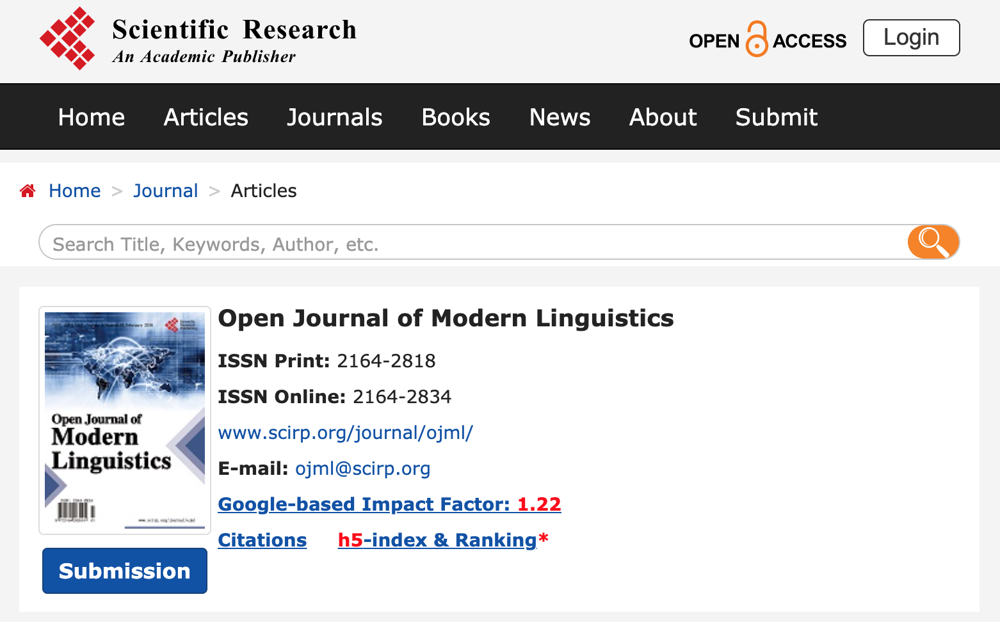 Scientific Research
An Academic Publisher
OPEN ACCESS
Login
Home Articles Journals Books News About Submit
Home > Journal > Articles
Search Title, Keywords, Author, etc.
Open Journal of
Modern
Linguistics
Submission
Open Journal of Modern Linguistics
ISSN Print: 2164-2818
ISSN Online: 2164-2834
www.scirp.org/journal/ojml/
E-mail: ojml@scirp.org
Google-based Impact Factor: 1.22
Citations h5-index & Ranking*